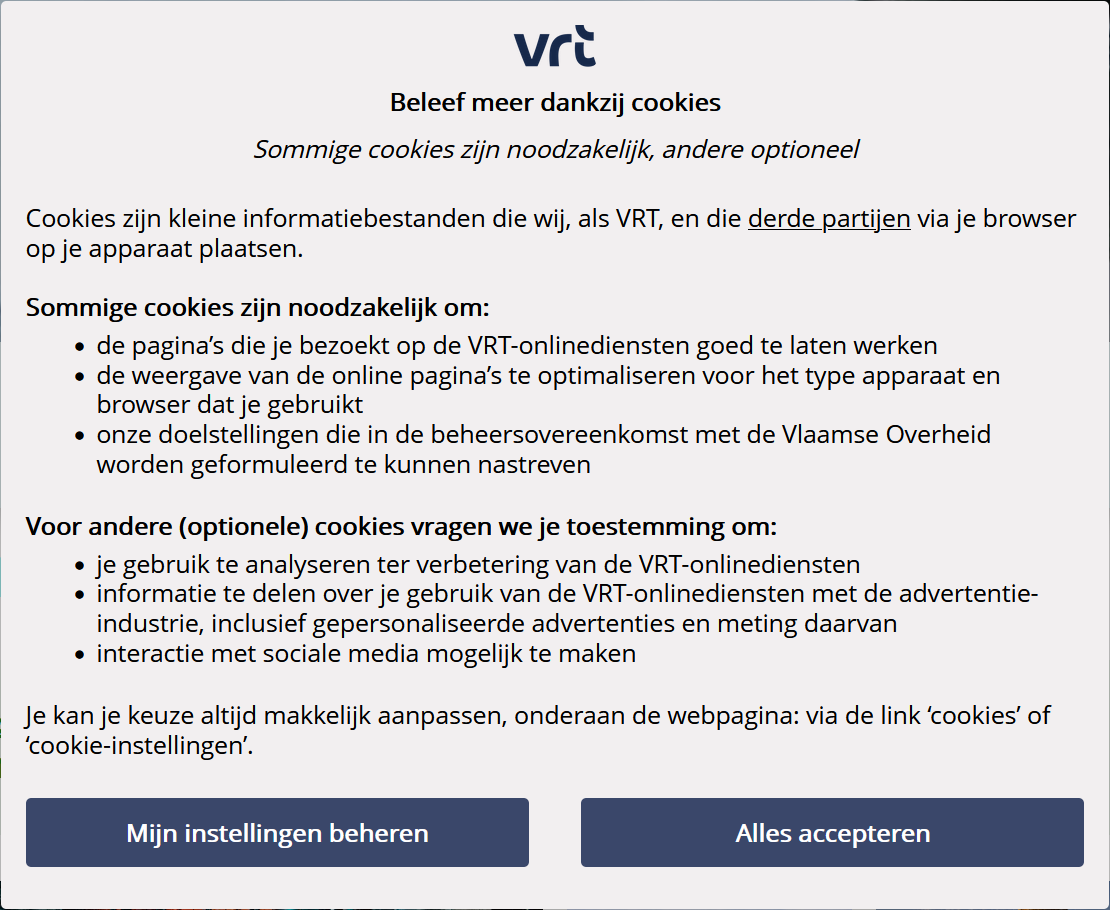 vrt
Beleef meer dankzij cookies
Sommige cookies zijn noodzakelijk, andere optioneel
Cookies zijn kleine informatiebestanden die wij, als VRT, en die derde partijen via je browser
op je apparaat plaatsen.
Sommige cookies zijn noodzakelijk om:
• de pagina’s die je bezoekt op de VRT-onlinediensten goed te laten werken
• de weergave van de online pagina’s te optimaliseren voor het type apparaat en
browser dat je gebruikt
• onze doelstellingen die in de beheersovereenkomst met de Vlaamse Overheid
worden geformuleerd te kunnen nastreven
Voor andere (optionele) cookies vragen we je toestemming om:
• je gebruik te analyseren ter verbetering van de VRT-onlinediensten
• informatie te delen over je gebruik van de VRT-onlinediensten met de advertentie-
industrie, inclusief gepersonaliseerde advertenties en meting daarvan
• interactie met sociale media mogelijk te maken
Je kan je keuze altijd makkelijk aanpassen, onderaan de webpagina: via de link ‘cookies’ of
‘cookie-instellingen’.
Mijn instellingen beheren
Alles accepteren